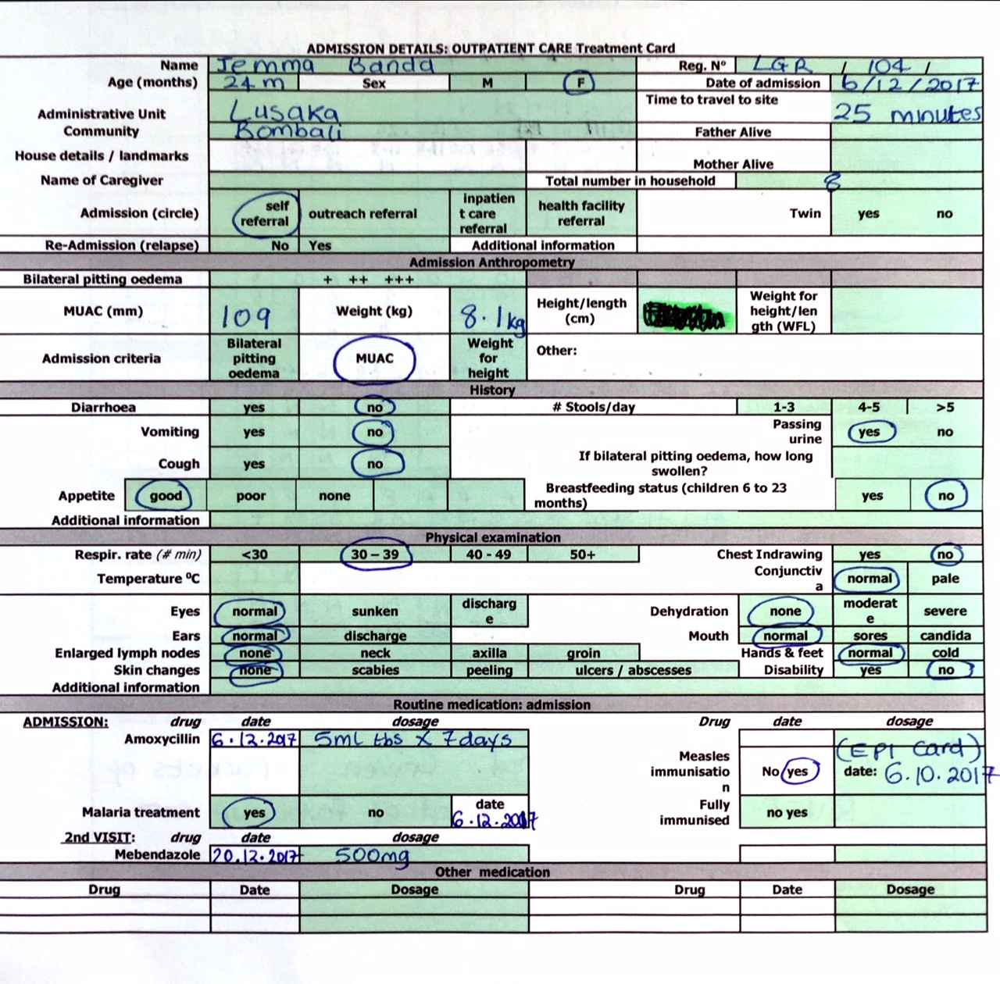 ADMISSION DETAILS: OUTPATIENT CARE Treatment Card
Name Jemma Banda Reg. Nº LGR / 104 /
Age (months) 24m Sex M F Date of admission 6/12/2017
Administrative Unit Lusaka Time to travel to site 25 minutes
Community Bombali Father Alive
House details / landmarks Mother Alive
Name of Caregiver Total number in household 8
Admission (circle) self referral outreach referral inpatien t care referral health facility referral Twin yes no
Re-Admission (relapse) No Yes Additional information
Admission Anthropometry
Bilateral pitting oedema + ++ +++
MUAC (mm) 109 Weight (kg) 8.1kg Height/length (cm) Weight for height/len gth (WFL)
Admission criteria Bilateral pitting oedema MUAC Weight for height Other:
History
Diarrhoea yes no # Stools/day 1-3 4-5 >5
Vomiting yes no Passing urine yes no
Cough yes no If bilateral pitting oedema, how long swollen?
Appetite good poor none Breastfeeding status (children 6 to 23 months) yes no
Additional information
Physical examination
Respir. rate (# min) <30 30 – 39 40 - 49 50+ Chest Indrawing yes no
Temperature ºC Conjunctiv a normal pale
Eyes normal sunken discharg e Dehydration none moderat e severe
Ears normal discharge Mouth normal sores candida
Enlarged lymph nodes none neck axilla groin Hands & feet normal cold
Skin changes none scabies peeling ulcers / abscesses Disability yes no
Additional information
Routine medication: admission
ADMISSION: drug date dosage Drug date dosage
Amoxycillin 6.12.2017 5ml tbs x 7 days
Measles immunisatio n No yes (EPI card) date: 6.10.2017
Malaria treatment yes no date 6.12.2017 Fully immunised no yes
2nd VISIT: drug date dosage
Mebendazole 20.12.2017 500mg
Other medication
Drug Date Dosage Drug Date Dosage